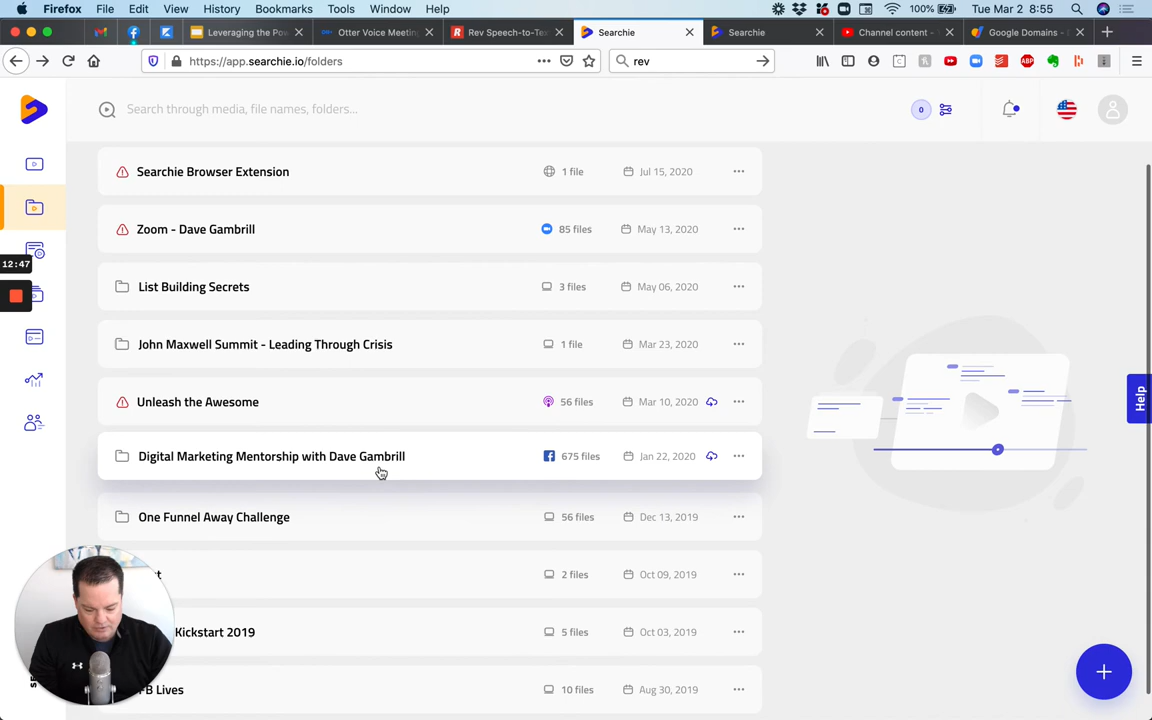 Firefox File Edit View History Bookmarks Tools Window Help 100% Tue Mar 2 8:55
Leveraging the Po Otter Voice Meeting Rev Speech-to-Tex Searchie Searchie Channel content - Google Domains -
https://app.searchie.io/folders rev
Search through media, file names, folders... 0
Searchie Browser Extension 1 file Jul 15, 2020
Zoom - Dave Gambrill 85 files May 13, 2020
12:47
List Building Secrets 3 files May 06, 2020
John Maxwell Summit - Leading Through Crisis 1 file Mar 23, 2020
Unleash the Awesome 56 files Mar 10, 2020
Help
Digital Marketing Mentorship with Dave Gambrill 675 files Jan 22, 2020
One Funnel Away Challenge 56 files Dec 13, 2019
2 files Oct 09, 2019
Kickstart 2019 5 files Oct 03, 2019
FB Lives 10 files Aug 30, 2019